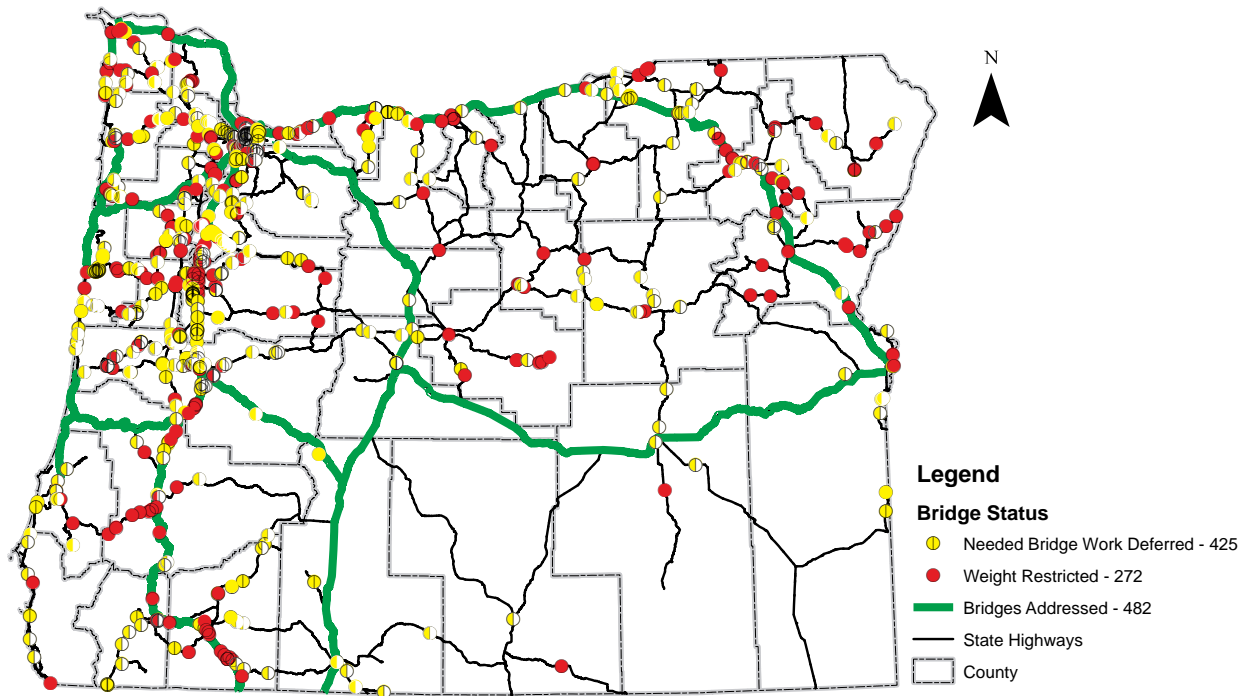 N
Legend
Bridge Status
Needed Bridge Work Deferred - 425
Weight Restricted - 272
Bridges Addressed - 482
State Highways
County